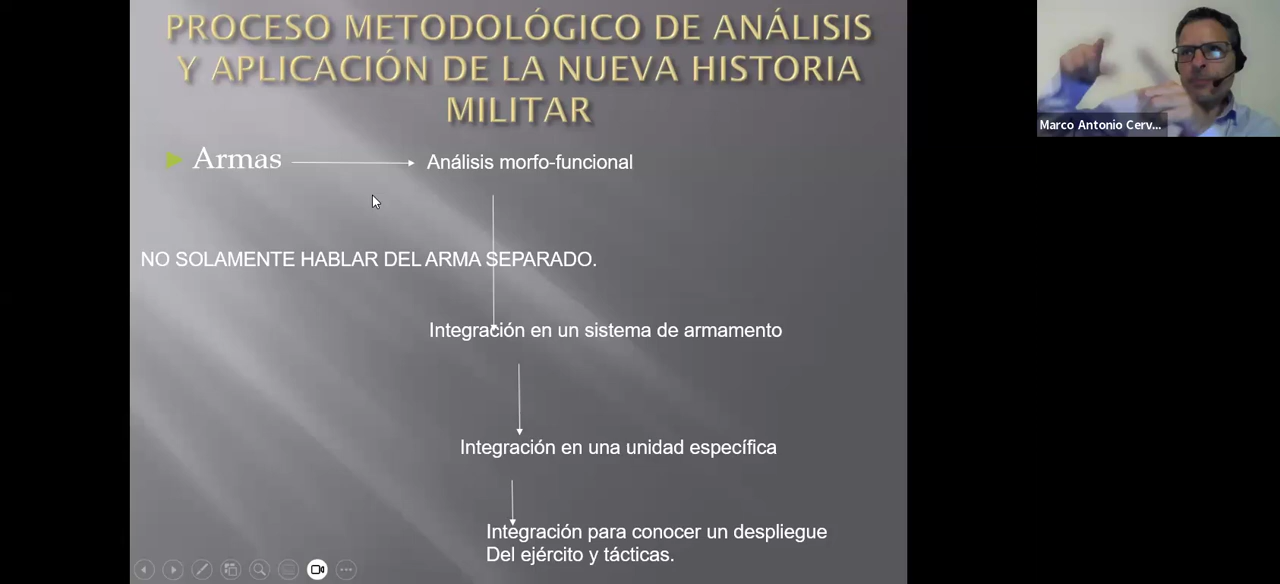 PROCESO METODOLÓGICO DE ANÁLISIS
Y APLICACIÓN DE LA NUEVA HISTORIA
MILITAR
Armas
Análisis morfo-funcional
NO SOLAMENTE HABLAR DEL ARMA SEPARADO.
Integración en un sistema de armamento
Integración en una unidad específica
Integración para conocer un despliegue
Del ejército y tácticas.
Marco Antonio Cerv...